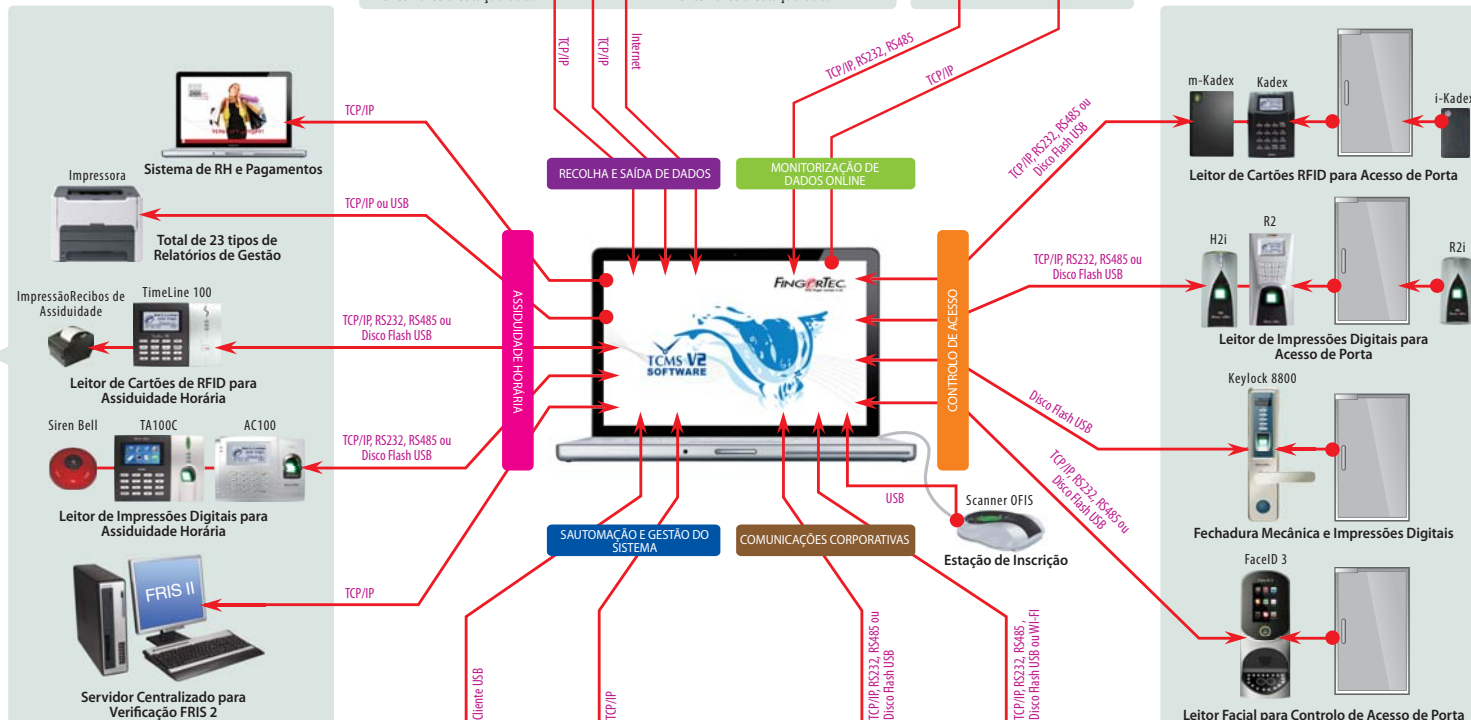 TCP/IP
TCP/IP
Internet
TCP/IP, RS232, RS485
TCP/IP
Sistema de RH e Pagamentos
TCP/IP
Impressora
TCP/IP ou USB
Total de 23 tipos de
Relatórios de Gestão
ImpressãoRecibos de
Assiduidade
TimeLine 100
TCP/IP, RS232, RS485 ou
Disco Flash USB
Leitor de Cartões de RFID para
Assiduidade Horária
Siren Bell
TA100C
AC100
TCP/IP, RS232, RS485 ou
Disco Flash USB
Leitor de Impressões Digitais para
Assiduidade Horária
FRIS II
TCP/IP
Servidor Centralizado para
Verificação FRIS 2
RECOLHA E SAÍDA DE DADOS
MONITORIZAÇÃO DE
DADOS ONLINE
ASSIDUIDADE HORÁRIA
FINGERTEC
TCMS V2
SOFTWARE
CONTROLO DE ACESSO
SAUTOMAÇÃO E GESTÃO DO
SISTEMA
COMUNICAÇÕES CORPORATIVAS
USB
Scanner OFIS
Estação de Inscrição
Cliente USB
TCP/IP
TCP/IP, RS232, RS485 ou
Disco Flash USB
TCP/IP, RS232, RS485 ,
Disco Flash USB ou WI-FI
TCP/IP, RS232, RS485 ou
Disco Flash USB
m-Kadex
Kadex
i-Kadex
Leitor de Cartões RFID para Acesso de Porta
TCP/IP, RS232, RS485 ou
Disco Flash USB
H2i
R2
R2i
Leitor de Impressões Digitais para
Acesso de Porta
Disco Flash USB
Keylock 8800
Fechadura Mecânica e Impressões Digitais
TCP/IP, RS232, RS485 ou
Disco Flash USB
FaceID 3
Leitor Facial para Controlo de Acesso de Porta